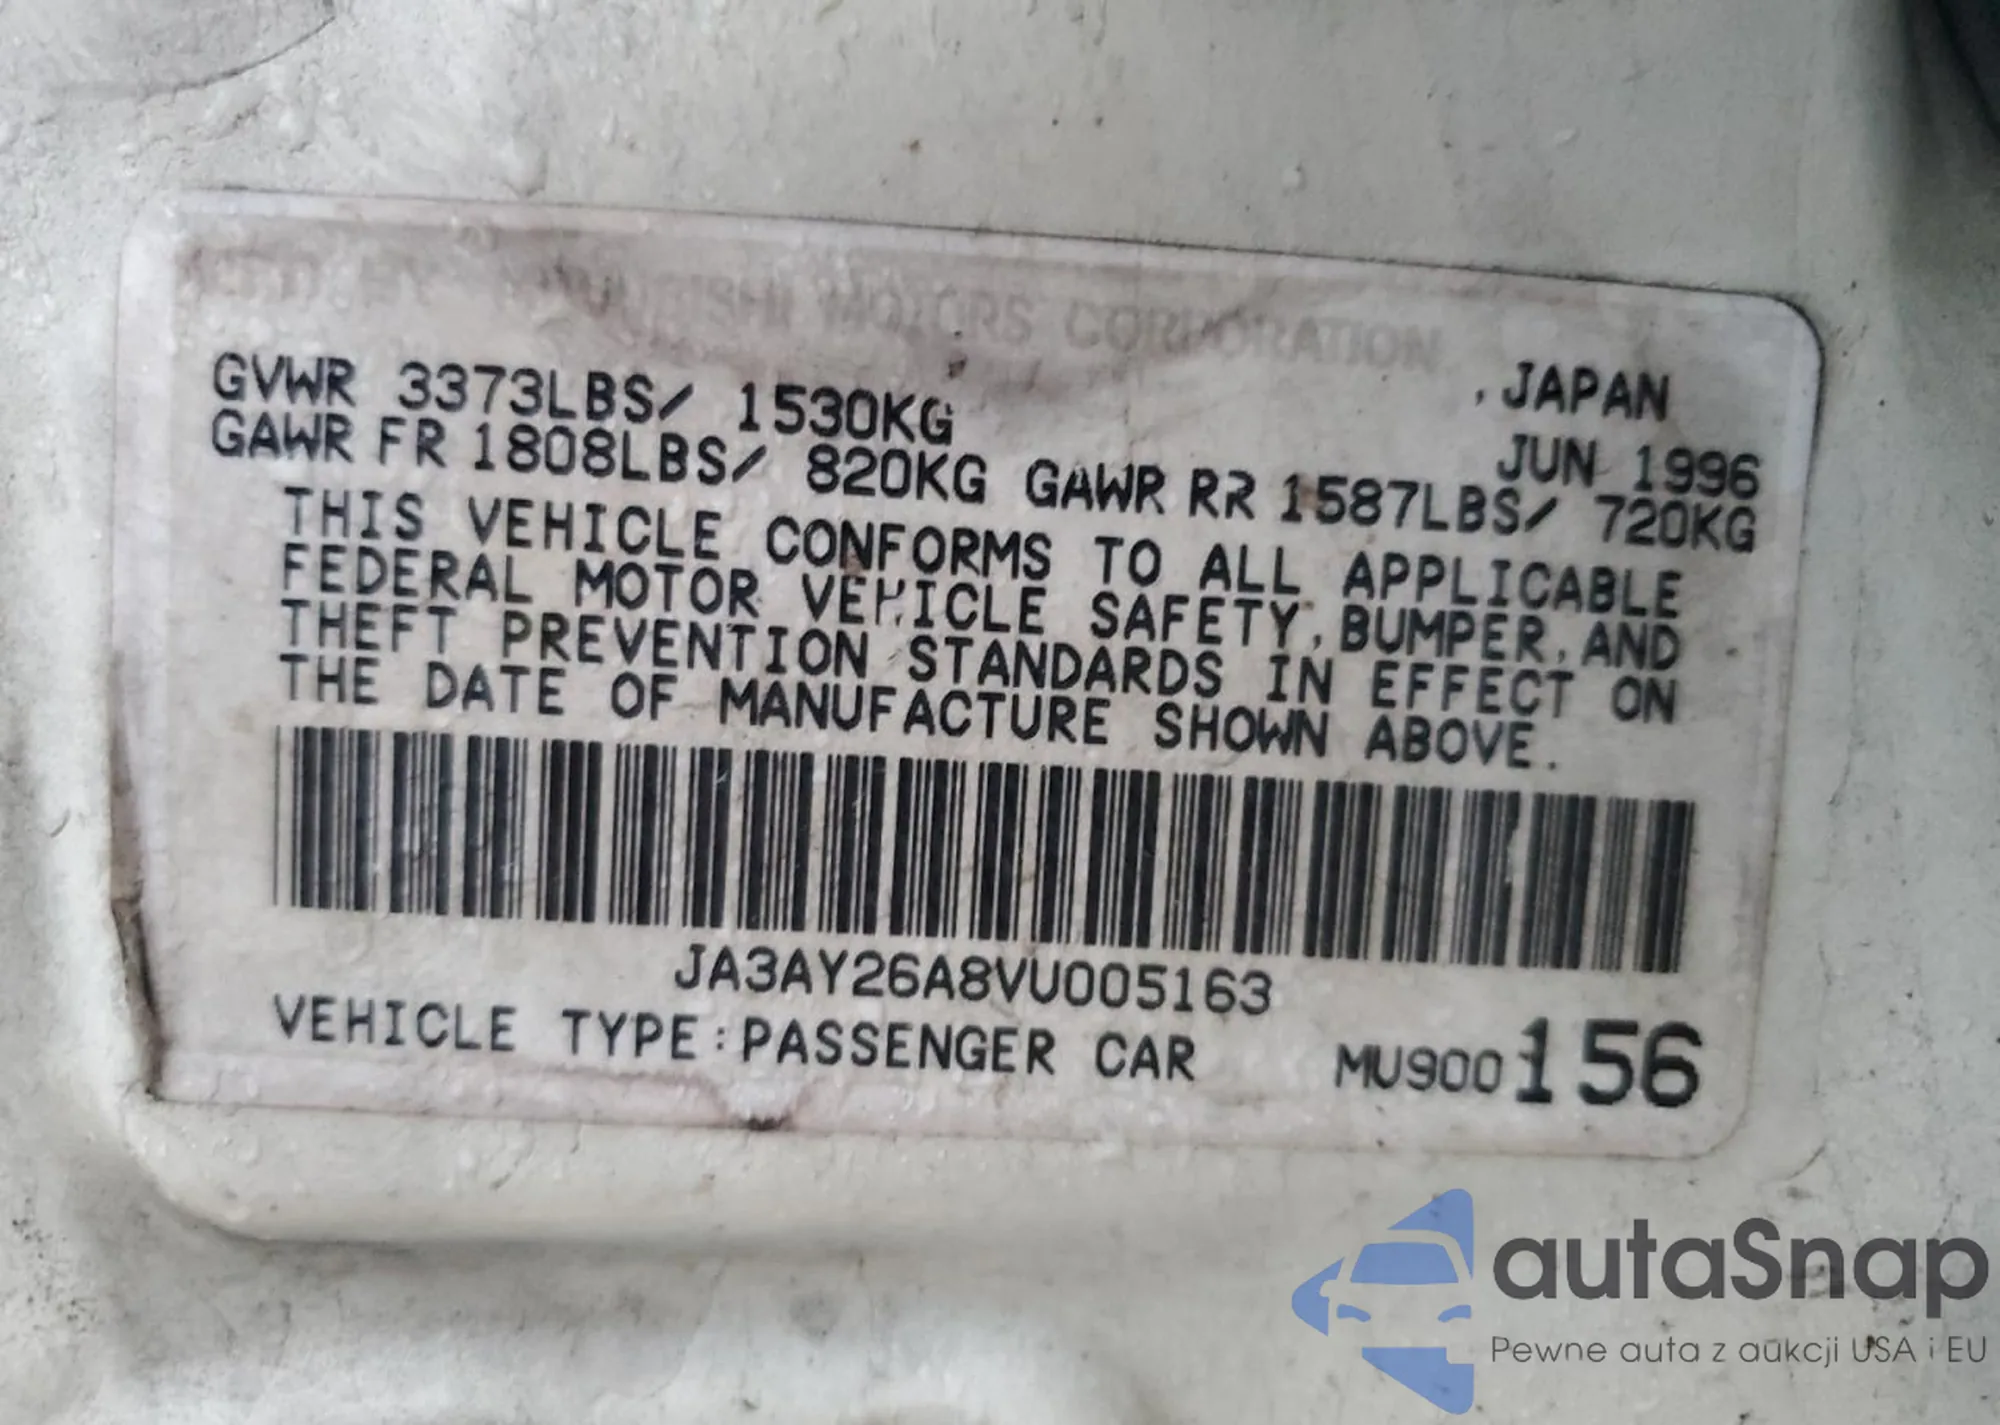 BY MITSUBISHI MOTORS CORPORATION
GVWR 3373LBS/ 1530KG JAPAN
JUN 1996
GAWR FR 1808LBS/ 820KG GAWR RR 1587LBS/ 720KG
THIS VEHICLE CONFORMS TO ALL APPLICABLE
FEDERAL MOTOR VEHICLE SAFETY, BUMPER, AND
THEFT PREVENTION STANDARDS IN EFFECT ON
THE DATE OF MANUFACTURE SHOWN ABOVE.
JA3AY26A8VU005163
VEHICLE TYPE:PASSENGER CAR MU900156
autaSnap
Pewne auta z aukcji USA i EU